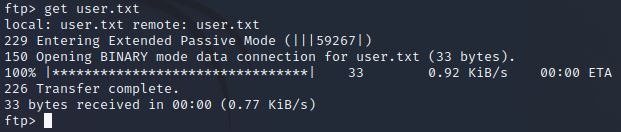 ftp> get user.txt
local: user.txt remote: user.txt
229 Entering Extended Passive Mode (|||59267|)
150 Opening BINARY mode data connection for user.txt (33 bytes).
100% |*********************************|    33        0.92 KiB/s    00:00 ETA
226 Transfer complete.
33 bytes received in 00:00 (0.77 KiB/s)
ftp>